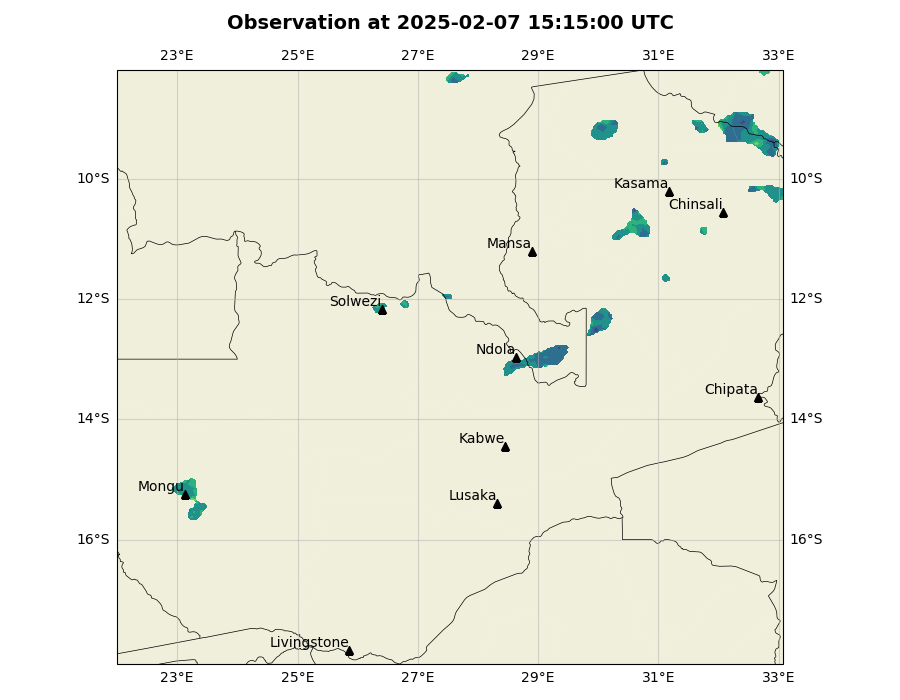 Observation at 2025-02-07 15:15:00 UTC
23°E 25°E 27°E 29°E 31°E 33°E
10°S 10°S
Kasama
Chinsali
Mansa
12°S 12°S
Solwezi
Ndola
Chipata
14°S 14°S
Kabwe
Mongu
Lusaka
16°S 16°S
Livingstone
23°E 25°E 27°E 29°E 31°E 33°E